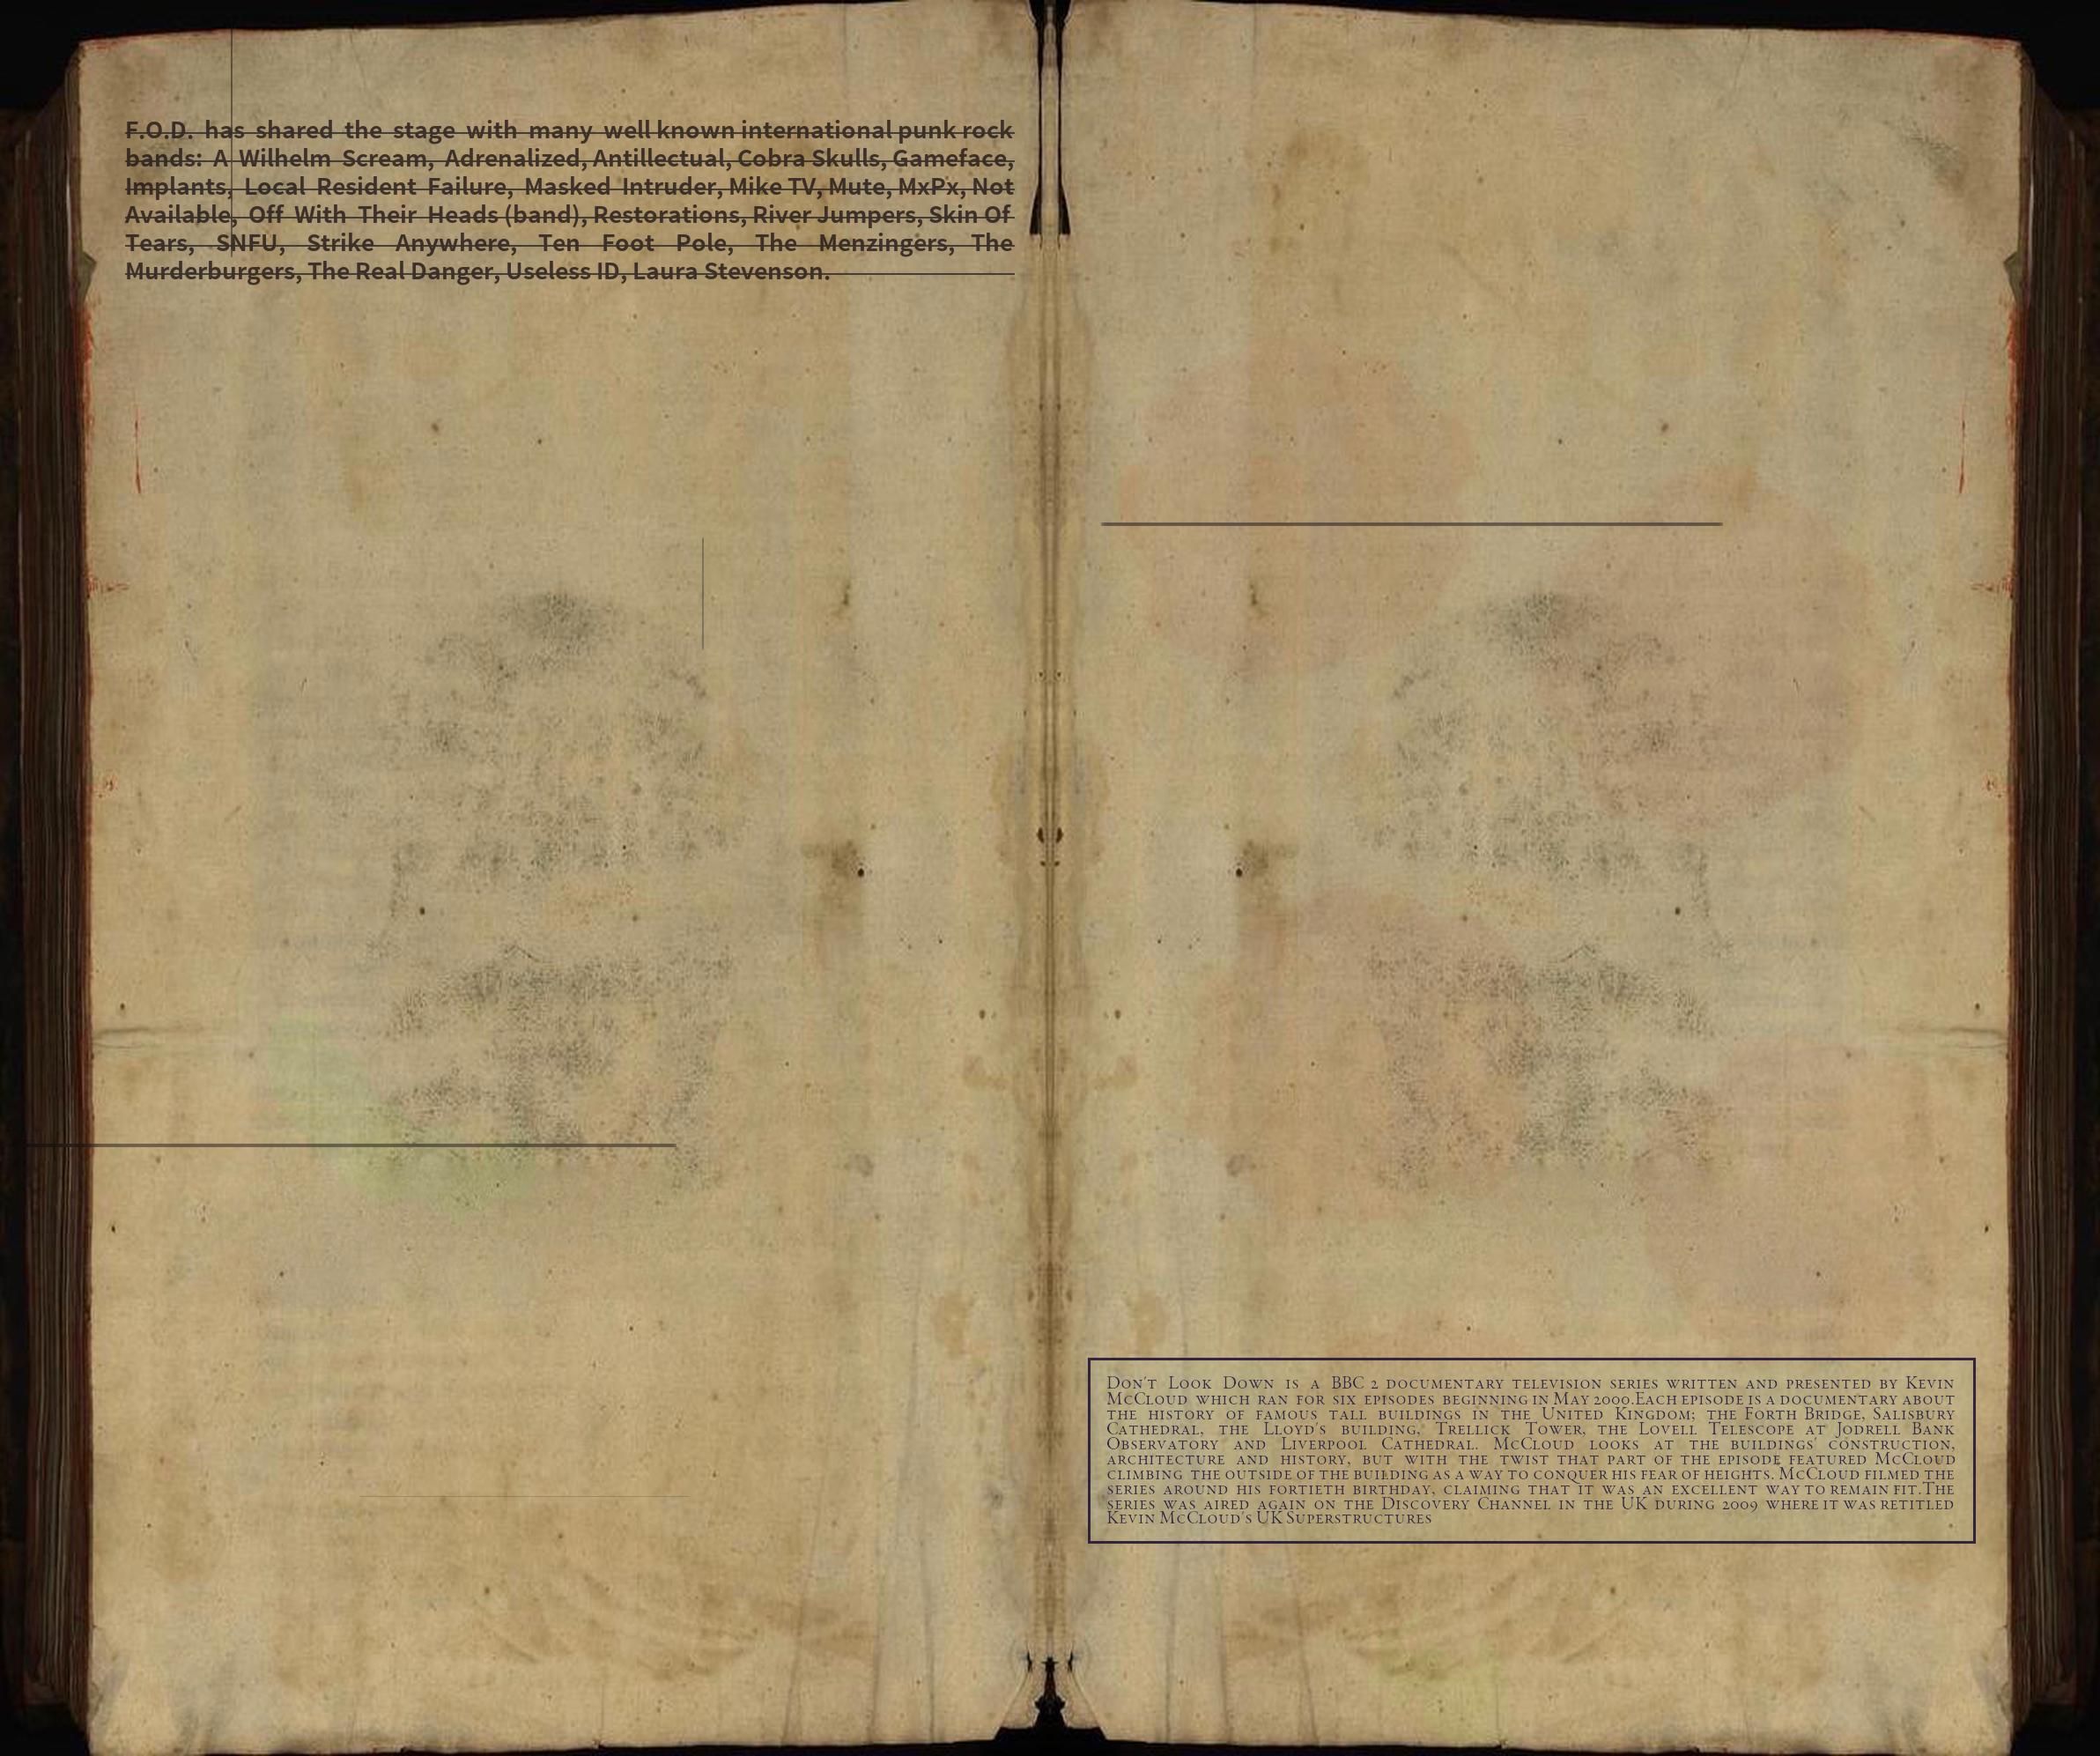 F.O.D. has shared the stage with many well known international punk rock
bands: A Wilhelm Scream, Adrenalized, Antillectual, Cobra Skulls, Gameface,
Implants, Local Resident Failure, Masked Intruder, Mike TV, Mute, MxPx, Not
Available, Off With Their Heads (band), Restorations, River Jumpers, Skin Of
Tears, SNFU, Strike Anywhere, Ten Foot Pole, The Menzingers, The
Murderburgers, The Real Danger, Useless ID, Laura Stevenson.
Don't Look Down is a BBC 2 documentary television series written and presented by Kevin
McCloud which ran for six episodes beginning in May 2000.Each episode is a documentary about
the history of famous tall buildings in the United Kingdom; the Forth Bridge, Salisbury
Cathedral, the Lloyd's building, Trellick Tower, the Lovell Telescope at Jodrell Bank
Observatory and Liverpool Cathedral. McCloud looks at the buildings' construction,
architecture and history, but with the twist that part of the episode featured McCloud
climbing the outside of the building as a way to conquer his fear of heights. McCloud filmed the
series around his fortieth birthday, claiming that it was an excellent way to remain fit.The
series was aired again on the Discovery Channel in the UK during 2009 where it was retitled
Kevin McCloud's UK Superstructures